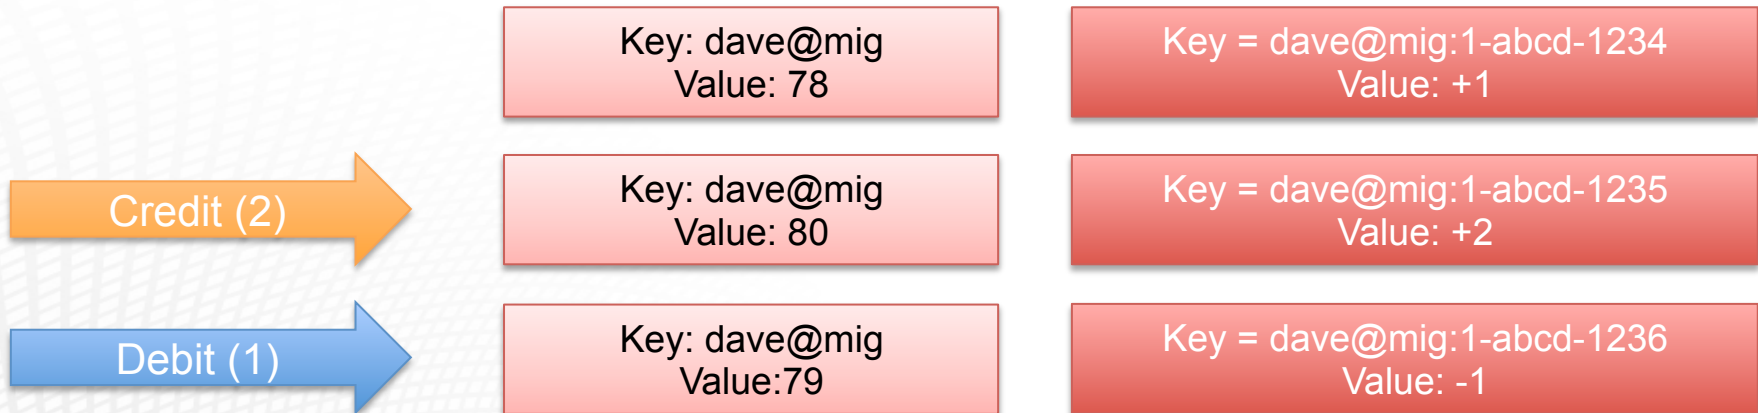 Key: dave@mig
Value: 78
Key = dave@mig:1-abcd-1234
Value: +1
Credit (2)
Key: dave@mig
Value: 80
Key = dave@mig:1-abcd-1235
Value: +2
Debit (1)
Key: dave@mig
Value:79
Key = dave@mig:1-abcd-1236
Value: -1